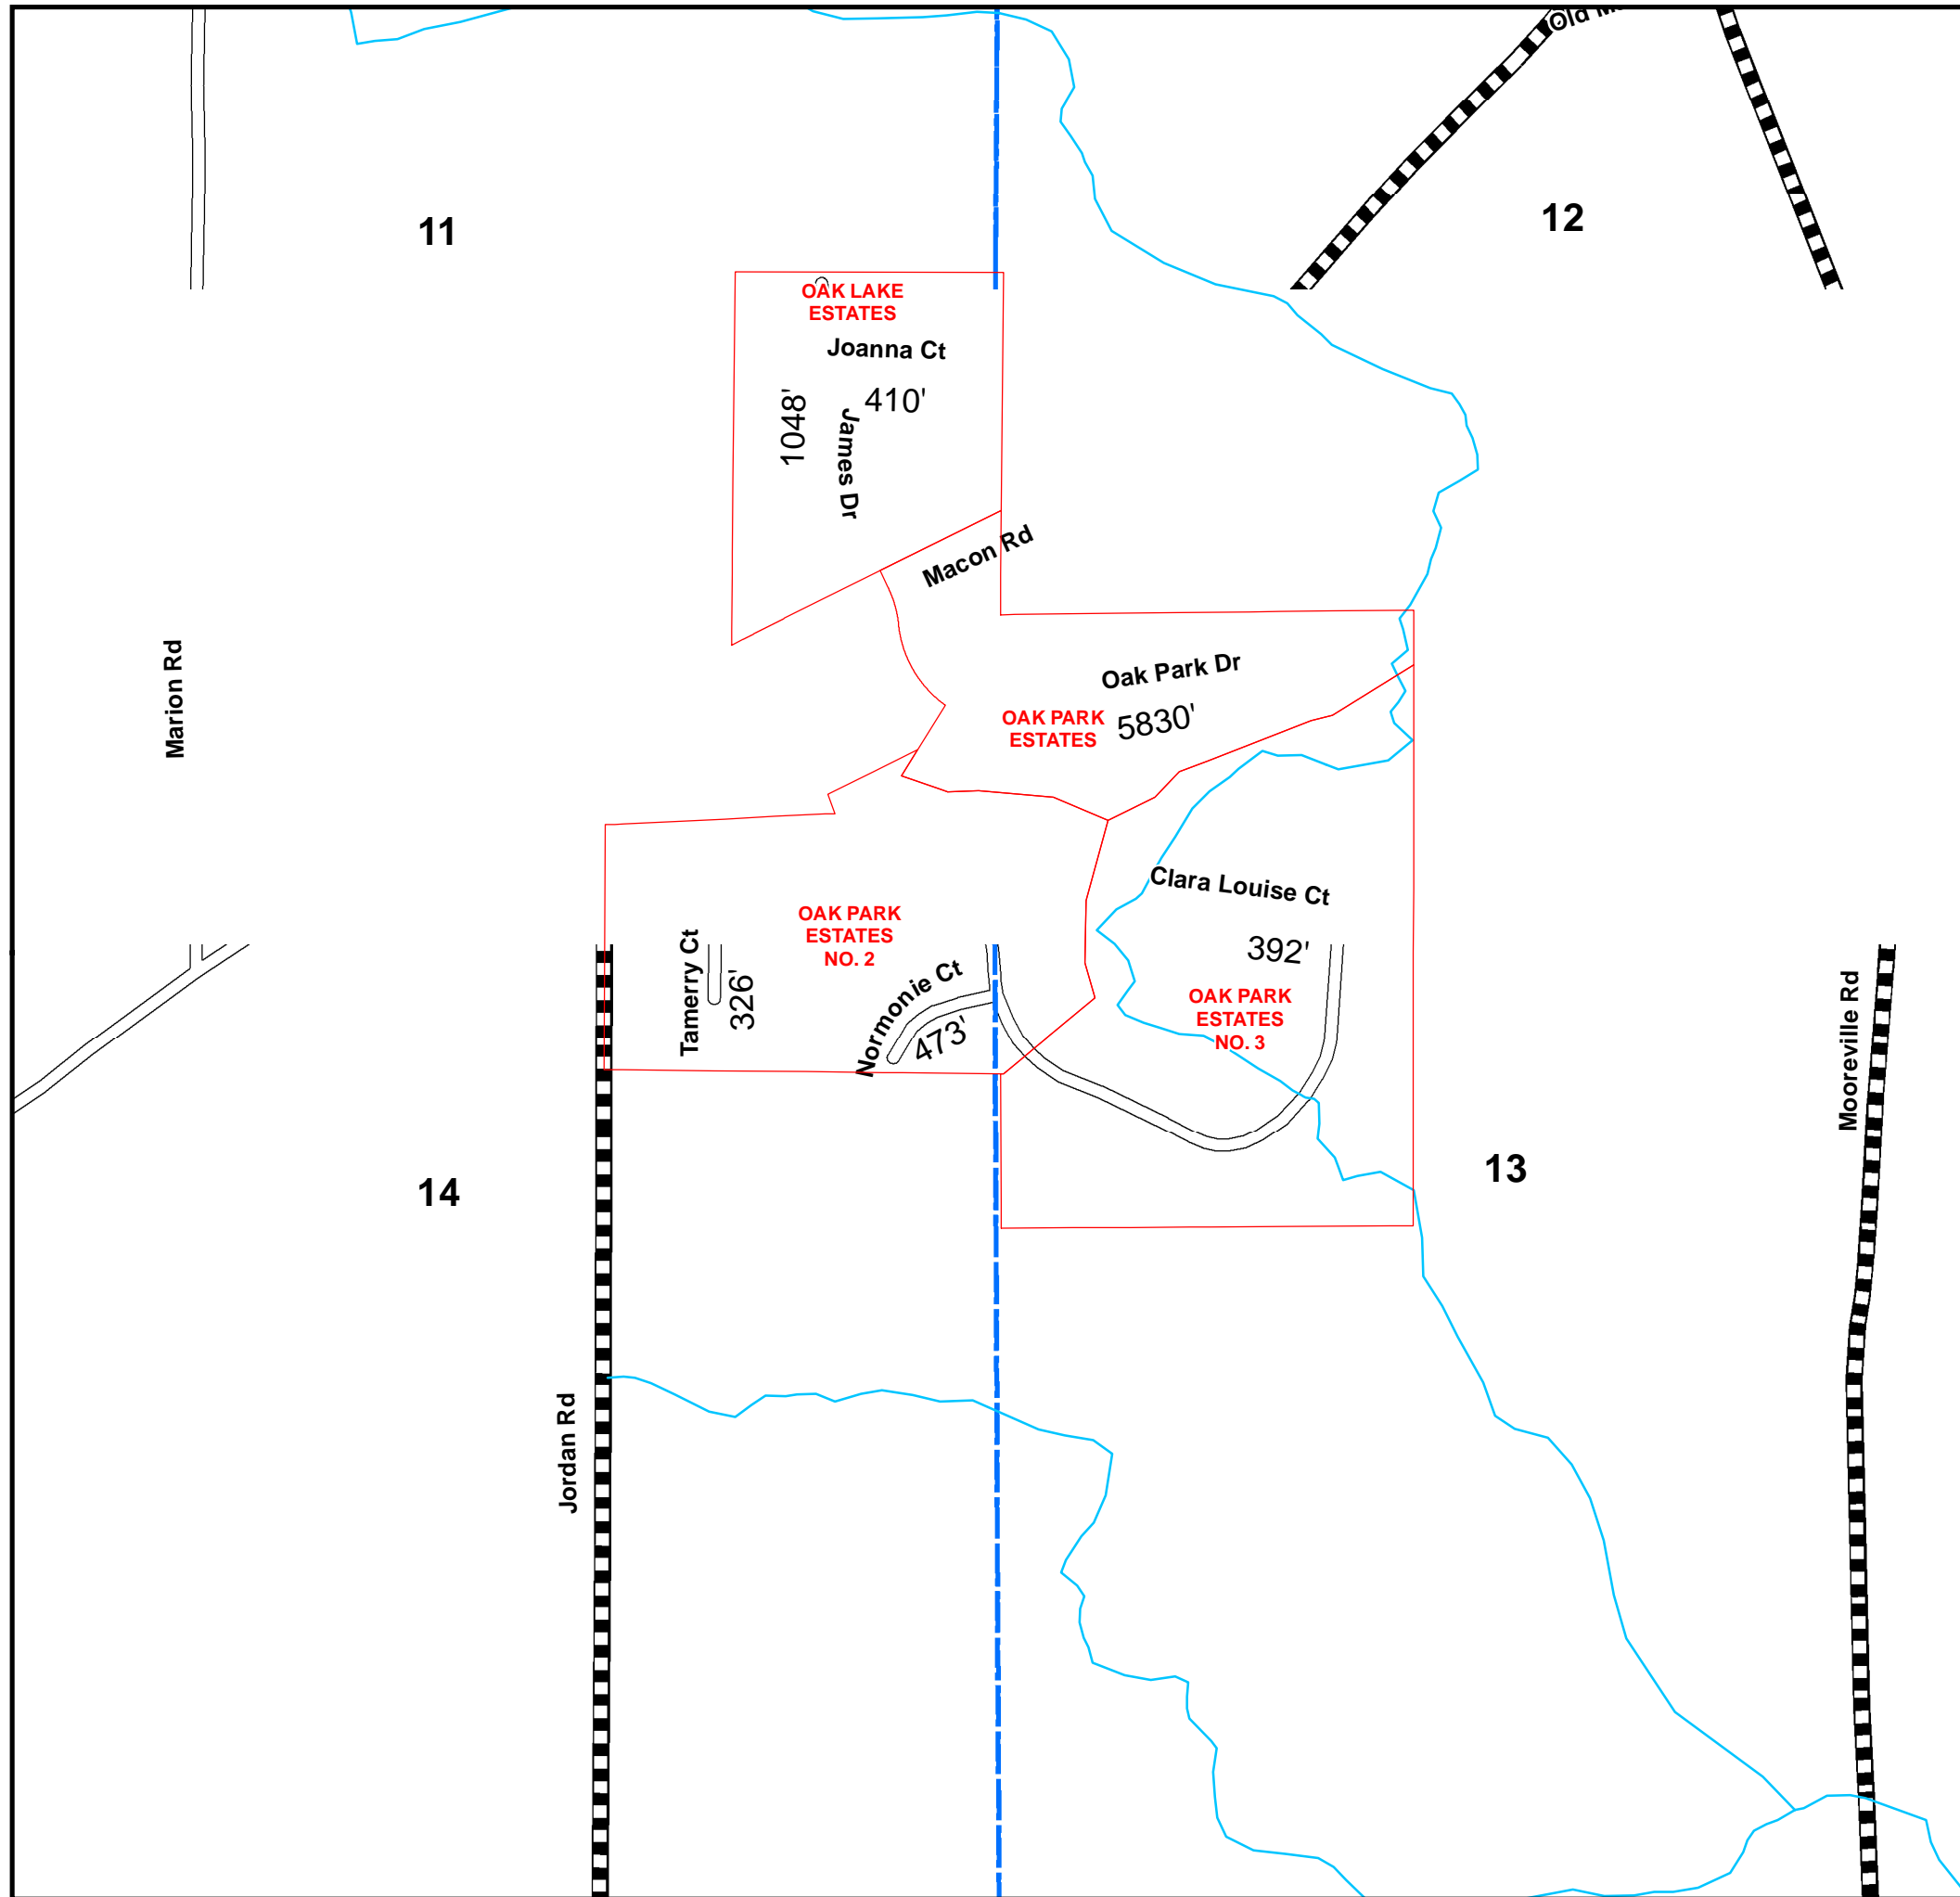 Old
11
12
OAK LAKE
ESTATES
Joanna Ct
1048'
410'
James Dr
Macon Rd
Marion Rd
Oak Park Dr
OAK PARK
ESTATES
5830'
Clara Louise Ct
OAK PARK
ESTATES
NO. 2
Tamerry Ct
326'
Normonie Ct
473'
392'
OAK PARK
ESTATES
NO. 3
Mooreville Rd
14
13
Jordan Rd